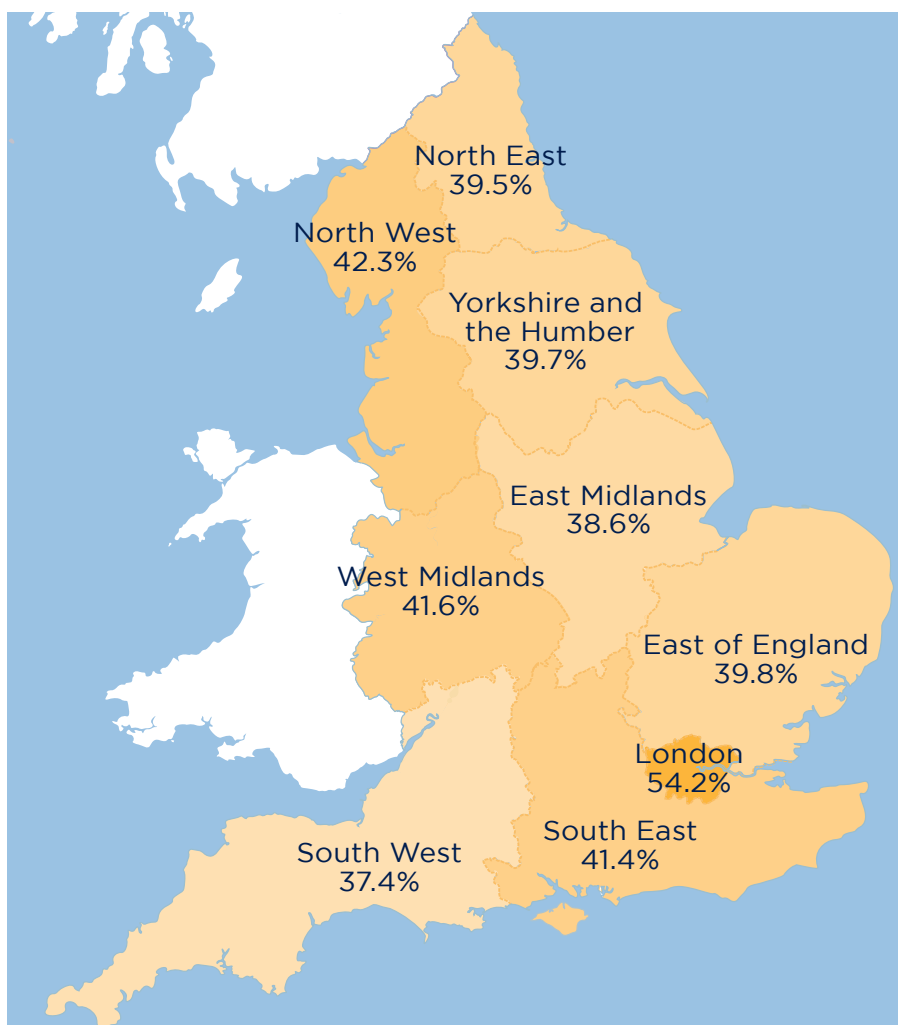 North East
39.5%
North West
42.3%
Yorkshire and
the Humber
39.7%
East Midlands
38.6%
West Midlands
41.6%
East of England
39.8%
London
54.2%
South East
41.4%
South West
37.4%